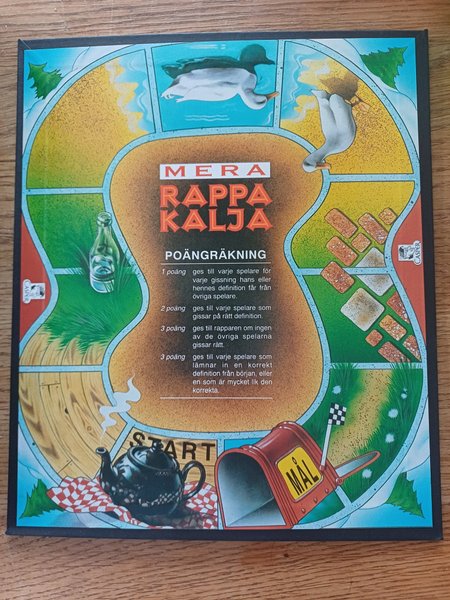 MERA
RAPPA
KALJA
POÄNGRÄKNING
1 poäng ges till varje spelare för
varje gissning hans eller
hennes definition får från
övriga spelare.
2 poäng ges till varje spelare som
gissar på rätt definition.
3 poäng ges till rapparen om ingen
av de övriga spelarna
gissar rätt.
3 poäng ges till varje spelare som
lämnar in en korrekt
definition från början, eller
en som är mycket lik den
korrekta.
START
MÅL
CASPER